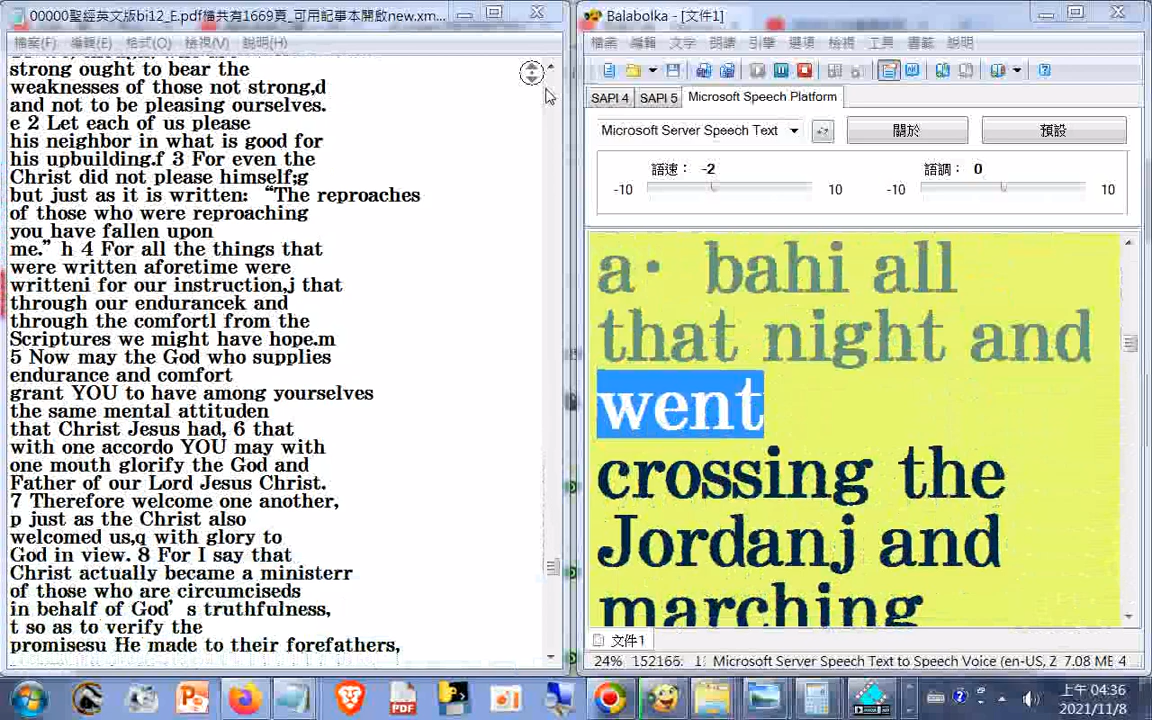 00000聖經英文版bi12_E.pdf檔共有1669頁_可用記事本開啟new.xm...
檔案(F) 編輯(E) 格式(O) 檢視(V) 說明(H)
strong ought to bear the
weaknesses of those not strong,d
and not to be pleasing ourselves.
e 2 Let each of us please
his neighbor in what is good for
his upbuilding.f 3 For even the
Christ did not please himself;g
but just as it is written: “The reproaches
of those who were reproaching
you have fallen upon
me.” h 4 For all the things that
were written aforetime were
writteni for our instruction,j that
through our endurancek and
through the comfortl from the
Scriptures we might have hope.m
5 Now may the God who supplies
endurance and comfort
grant YOU to have among yourselves
the same mental attituden
that Christ Jesus had, 6 that
with one accordo YOU may with
one mouth glorify the God and
Father of our Lord Jesus Christ.
7 Therefore welcome one another,
p just as the Christ also
welcomed us,q with glory to
God in view. 8 For I say that
Christ actually became a ministerr
of those who are circumciseds
in behalf of God’s truthfulness,
t so as to verify the
promisesu He made to their forefathers,
Balabolka - [文件1]
檔案 編輯 文字 朗讀 引擎 選項 檢視 工具 書籤 說明
SAPI 4 SAPI 5 Microsoft Speech Platform
Microsoft Server Speech Text
關於 預設
語速： -2 語調： 0
-10 10 -10 10
a· bahi all
that night and
went
crossing the
Jordanj and
marching
文件1
24% 152166. Microsoft Server Speech Text to Speech Voice (en-US, Z 7.08 ME 4
PDF
上午 04:36
2021/11/8